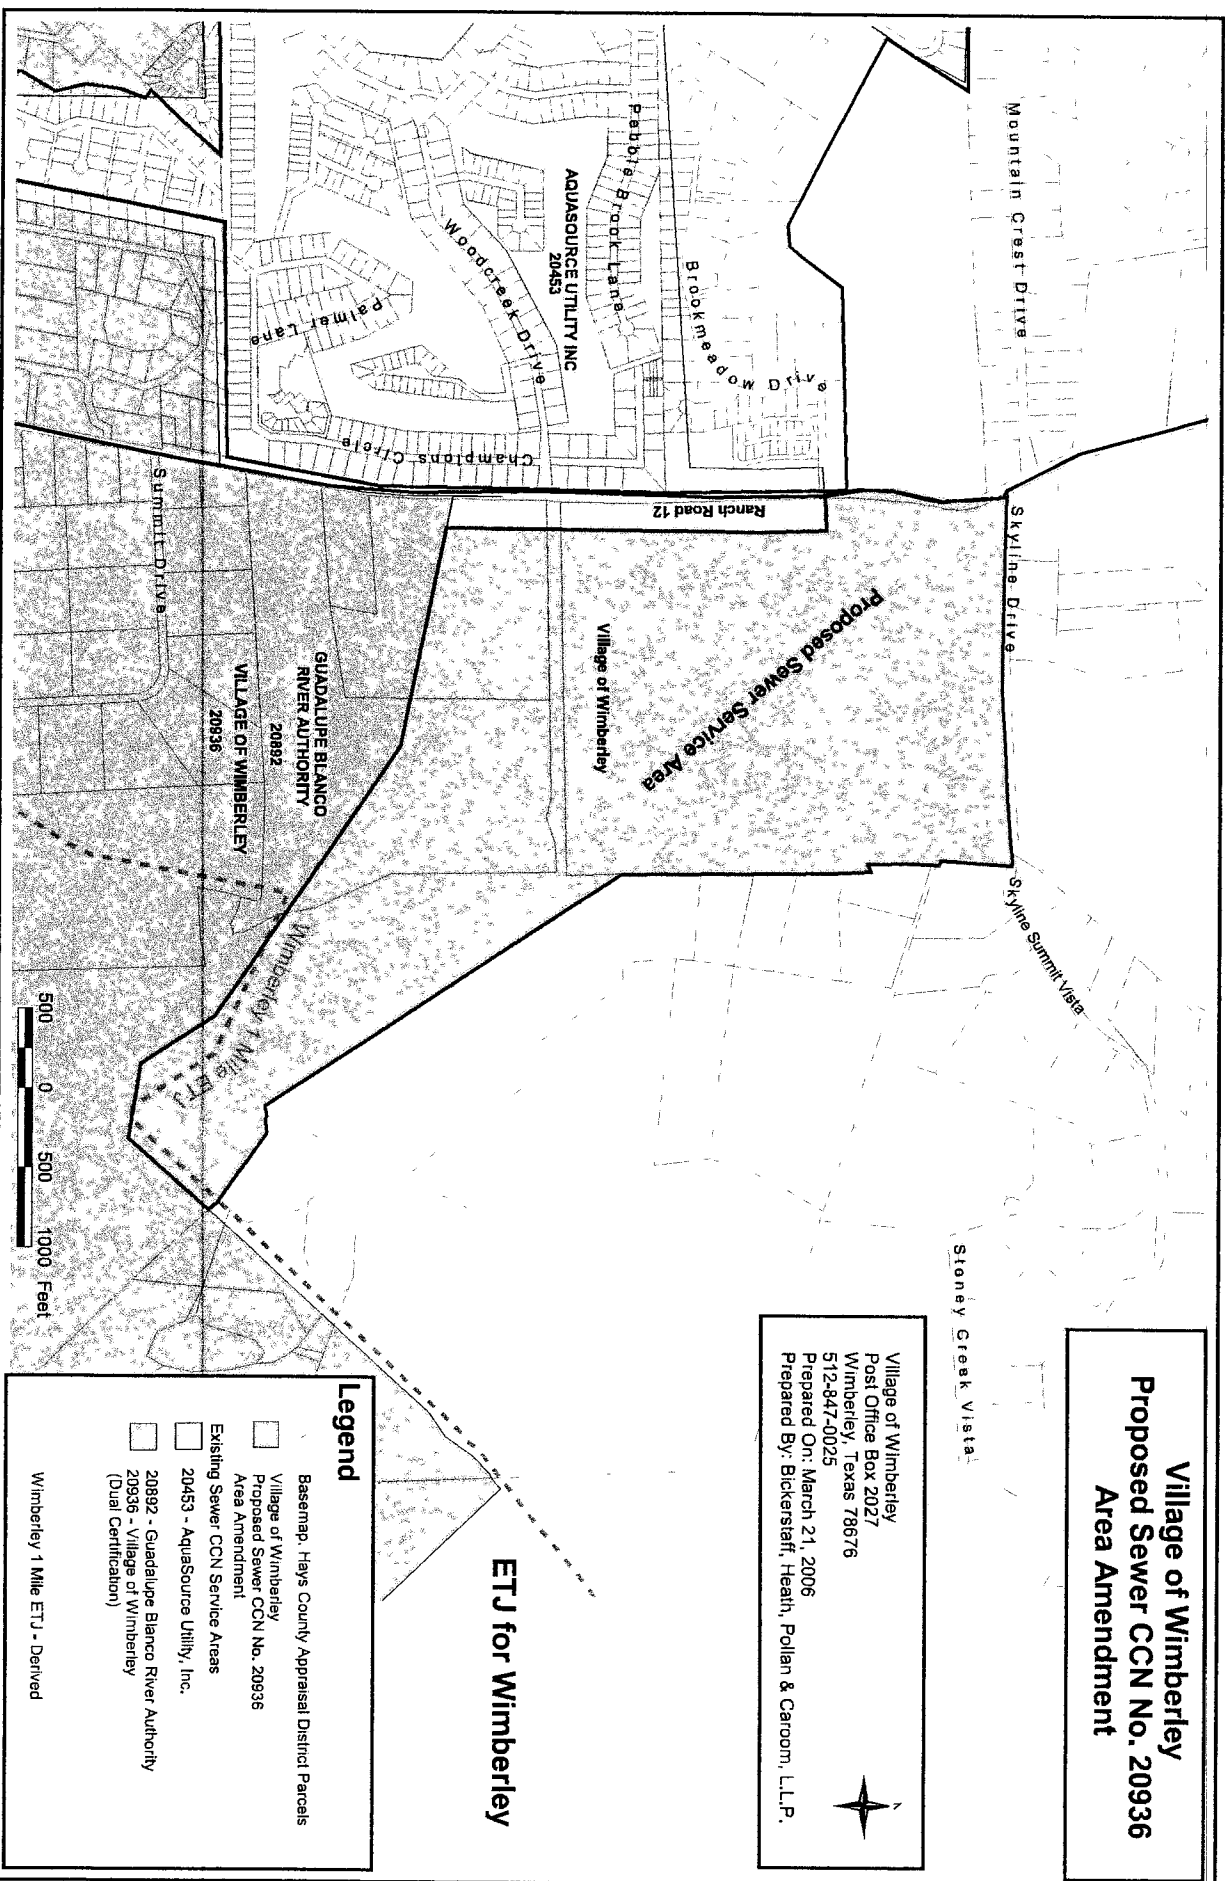 Village of Wimberley
Proposed Sewer CCN No. 20936
Area Amendment
Village of Wimberley
Post Office Box 2027
Wimberley, Texas 78676
512-847-0025
Prepared On: March 21, 2006
Prepared By: Bickerstaff, Heath, Pollan & Caroom, L.L.P.
Mountain Crest Drive
Skyline Drive
Skyline Summit Vista
Stoney Creek Vista
Pebble Brook Lane
Brookmeadow Drive
AQUASOURCE UTILITY INC
20453
Woodcreek Drive
Palmer Lane
Champions Circle
Ranch Road 12
Proposed Sewer Service Area
Village of Wimberley
Summit Drive
GUADALUPE BLANCO
RIVER AUTHORITY
20892
VILLAGE OF WIMBERLEY
20936
Wimberley 1 Mile ETJ
ETJ for Wimberley
500 0 500 1000 Feet
Legend
Basemap. Hays County Appraisal District Parcels
Village of Wimberley
Proposed Sewer CCN No. 20936
Area Amendment
Existing Sewer CCN Service Areas
20453 - AquaSource Utility, Inc.
20892 - Guadalupe Blanco River Authority
20936 - Village of Wimberley
(Dual Certification)
Wimberley 1 Mile ETJ - Derived